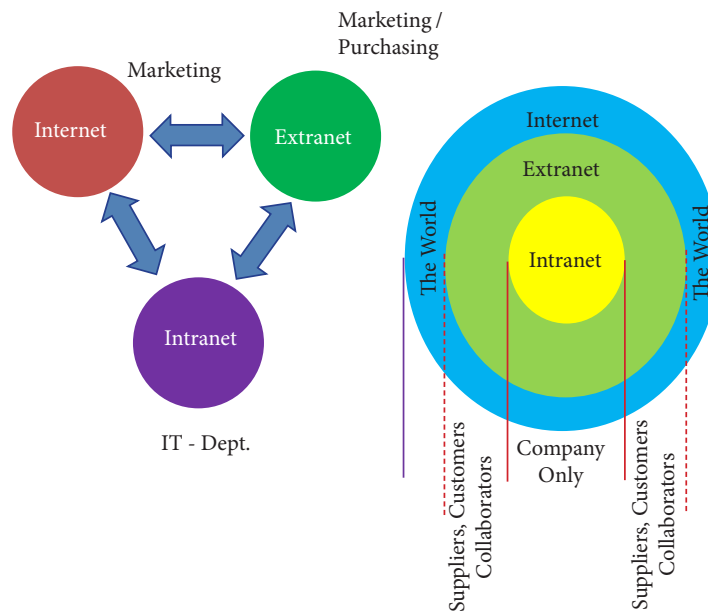 Marketing /
Purchasing
Marketing
Internet
Extranet
Intranet
IT - Dept.
Internet
Extranet
Intranet
The World
The World
Company
Only
Suppliers, Customers
Collaborators
Suppliers, Customers
Collaborators